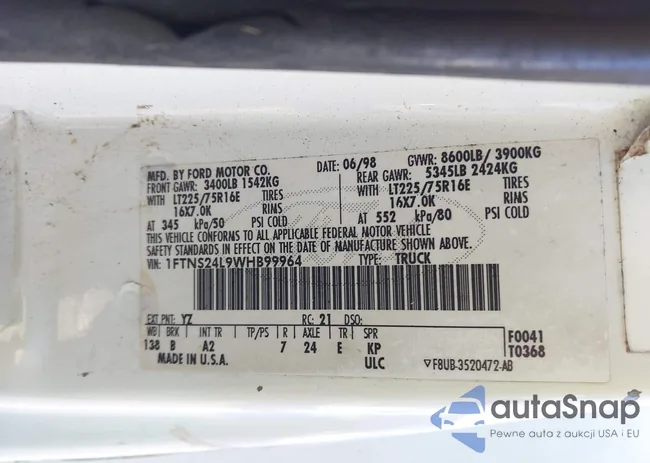 MFD. BY FORD MOTOR CO.
DATE: 06/98 GVWR: 8600LB/ 3900KG
FRONT GAWR: 3400LB 1542KG REAR GAWR: 5345LB 2424KG
WITH LT225/75R16E TIRES WITH LT225/75R16E TIRES
16X7.0K RIMS 16X7.0K RIMS
AT 345 kPa/50 PSI COLD AT 552 kPa/80 PSI COLD
THIS VEHICLE CONFORMS TO ALL APPLICABLE FEDERAL MOTOR VEHICLE
SAFETY STANDARDS IN EFFECT ON THE DATE OF MANUFACTURE SHOWN ABOVE.
VIN: 1FTNS24L9WHB99964 TYPE: TRUCK
EXT PNT: YZ RC: 21 DSO:
WB BRK INT TR TP/PS R AXLE TR SPR
138 B A2 7 24 E KP
MADE IN U.S.A. ULC
F0041
T0368
▽F8UB-3520472-AB
autoSnap
Pewne auta z aukcji USA i EU